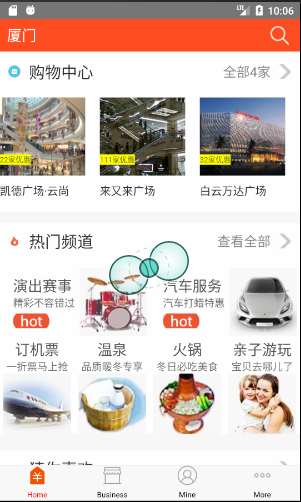 LTE 10:06
厦门
购物中心 全部4家
22家优惠 111家优惠 32家优惠
凯德广场·云尚 来又来广场 白云万达广场
热门频道 查看全部
演出赛事 汽车服务
精彩不容错过 汽车打蜡特惠
hot hot
订机票 温泉 火锅 亲子游玩
一折票马上抢 品质暖冬专享 冬日必吃美食 宝贝去哪儿了
Home Business Mine More